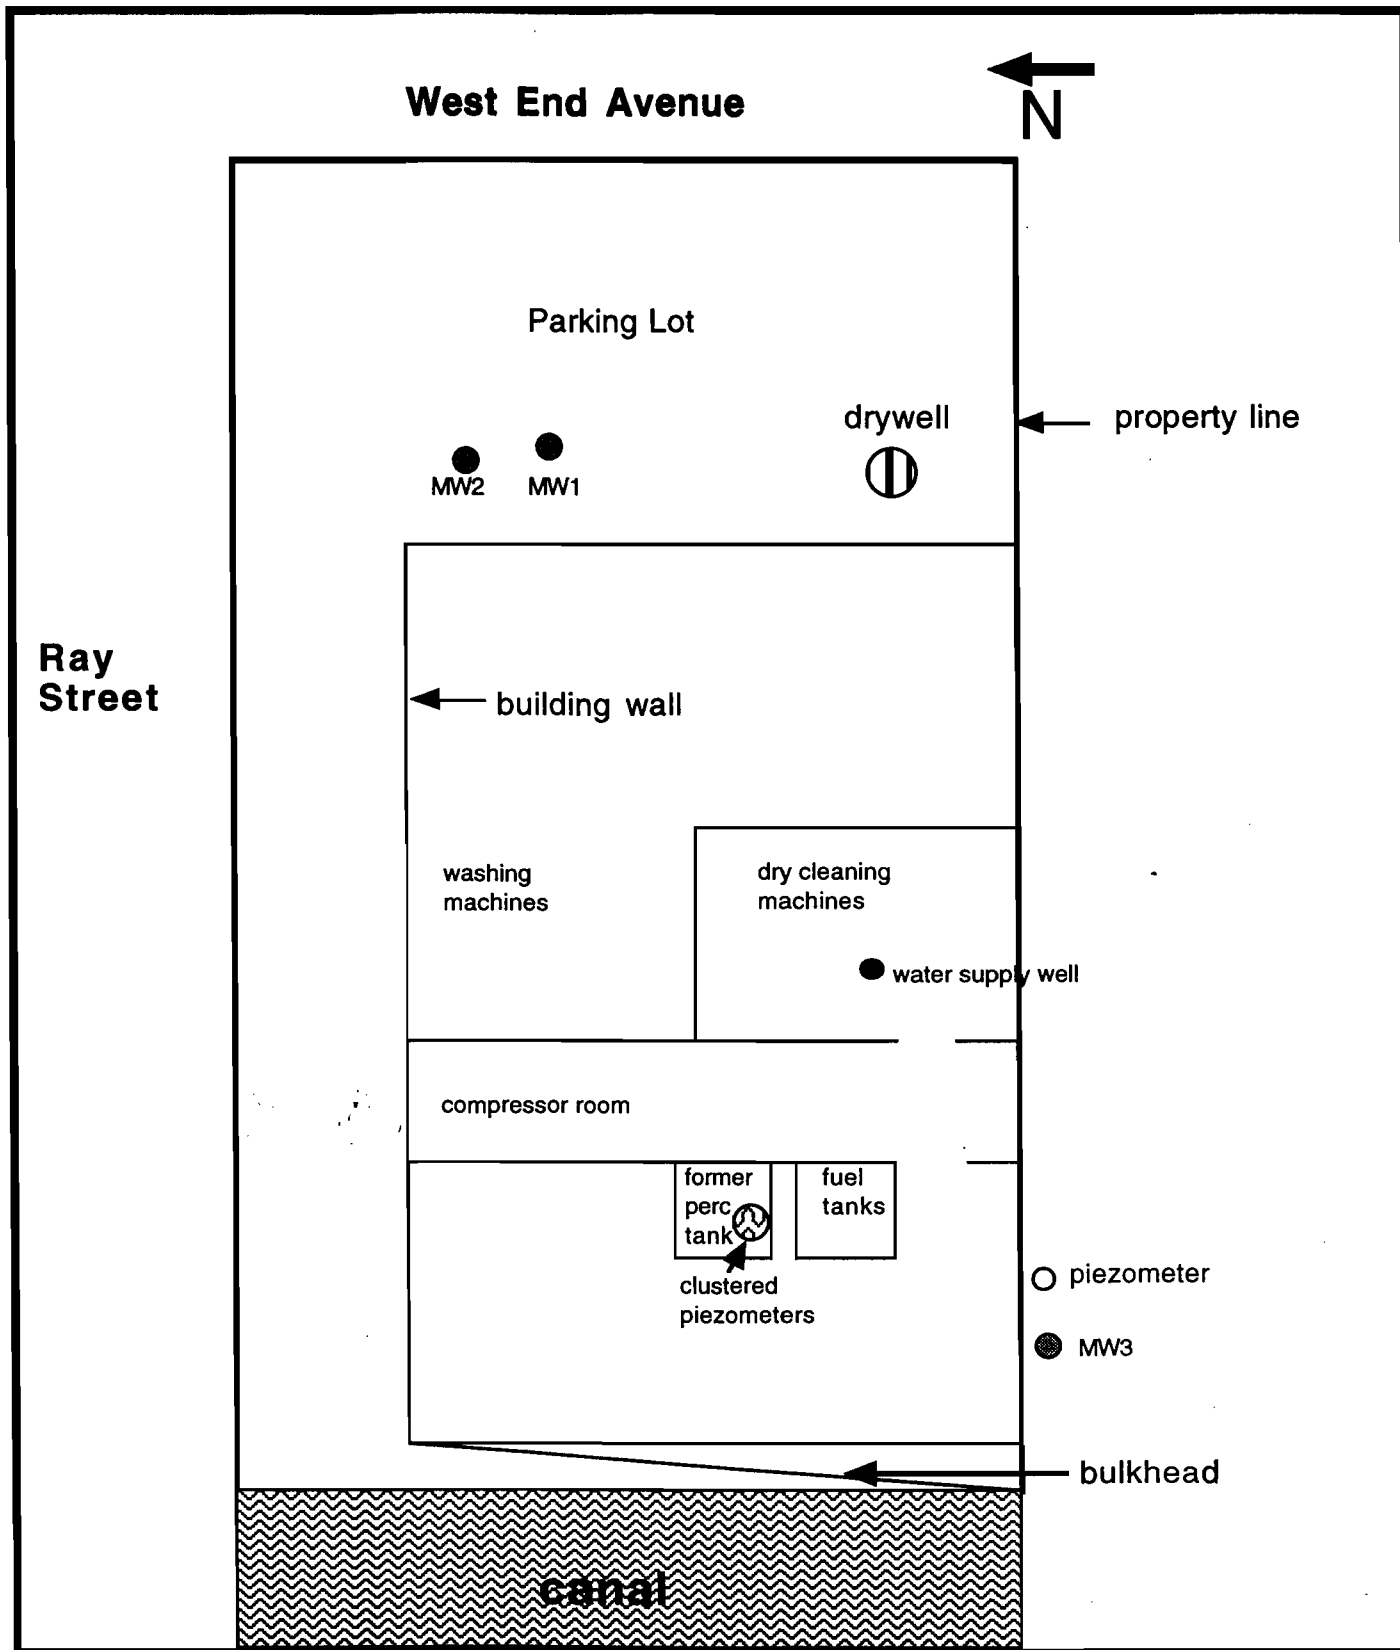 West End Avenue
N
Parking Lot
drywell
property line
MW2
MW1
Ray
Street
building wall
washing
machines
dry cleaning
machines
water supply well
compressor room
former
perc
tank
fuel
tanks
clustered
piezometers
piezometer
MW3
bulkhead
canal